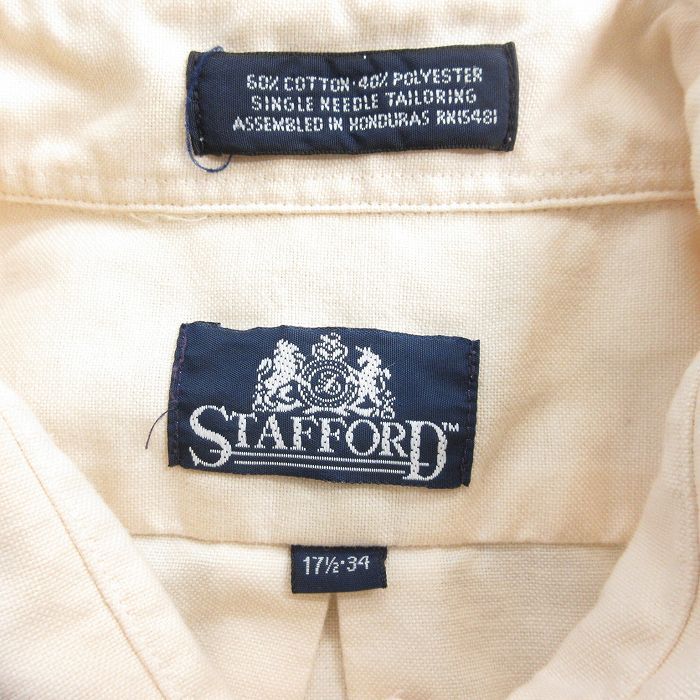 60% COTTON·40% POLYESTER
SINGLE NEEDLE TAILORING
ASSEMBLED IN HONDURAS RN15481
STAFFORD™
17½·34